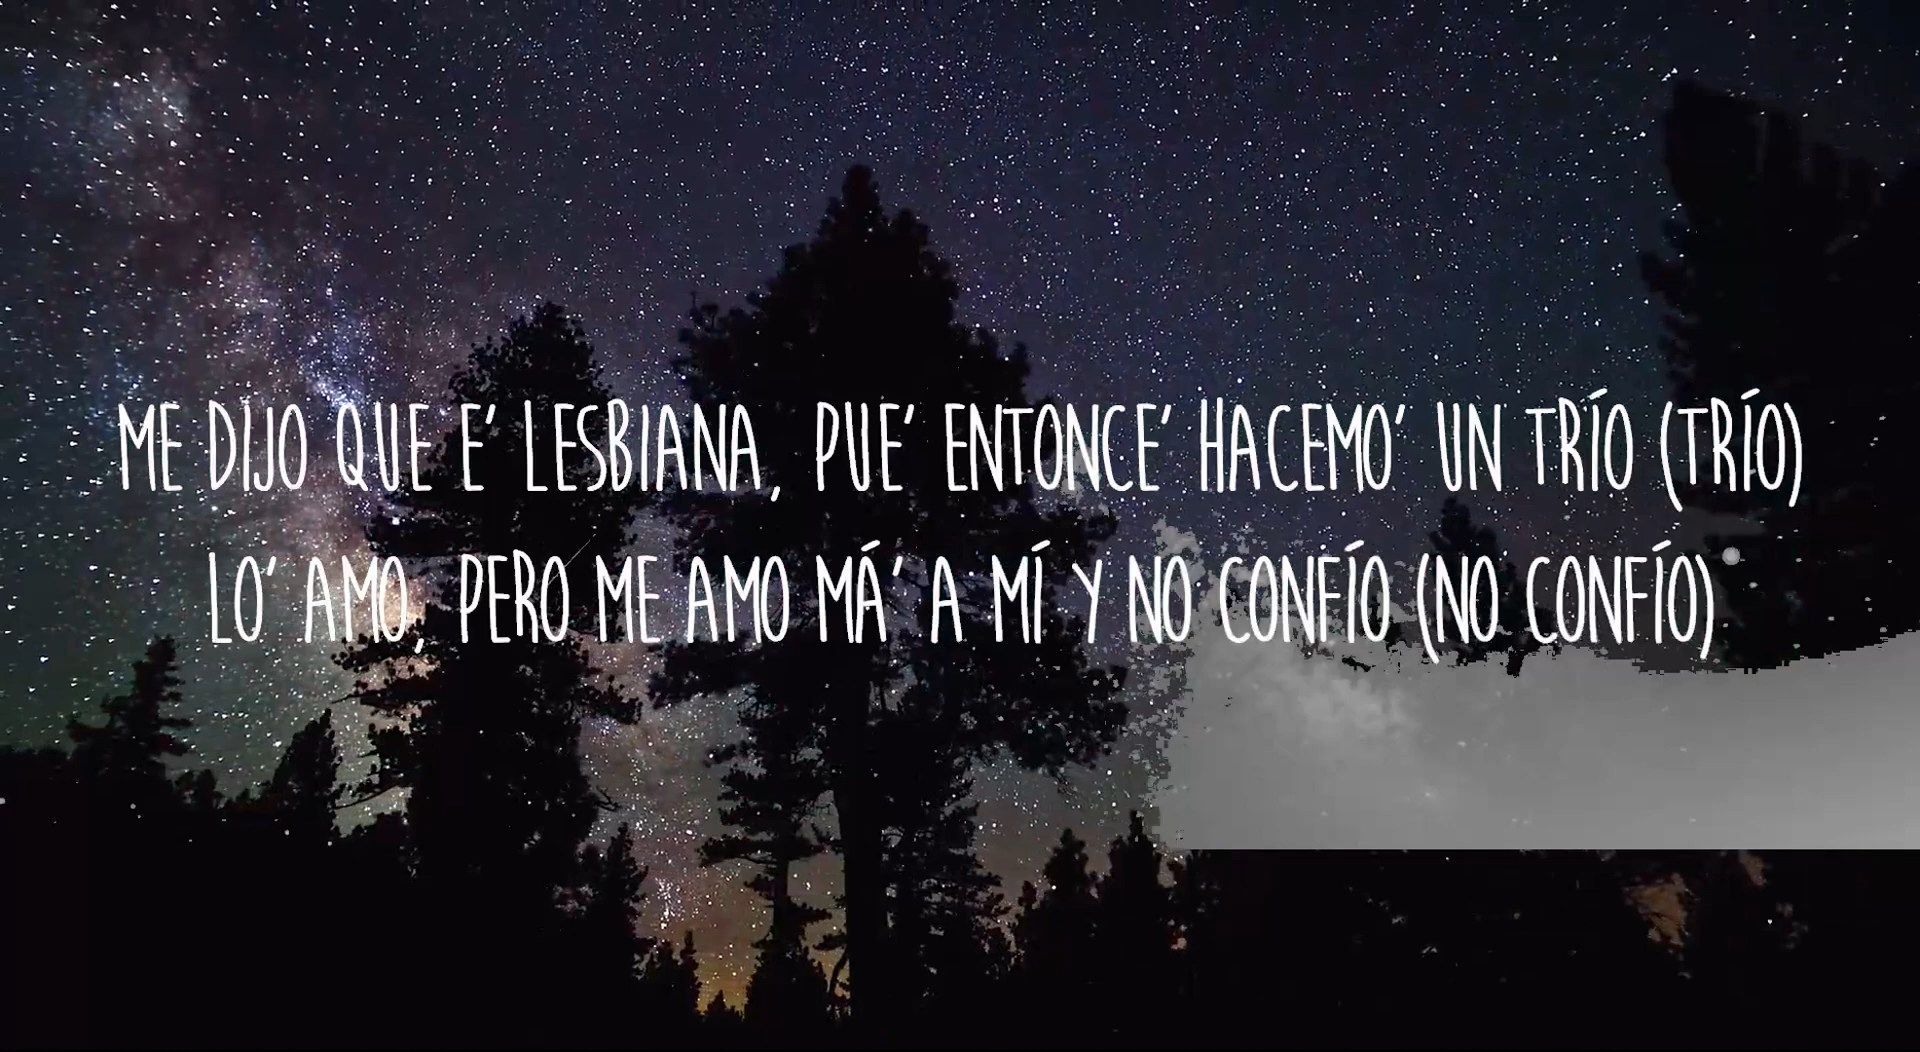 ME DIJO QUE E' LESBIANA, PUE' ENTONCE' HACEMO' UN TRÍO (TRÍO)
LO' AMO, PERO ME AMO MÁ' A MÍ Y NO CONFÍO (NO CONFÍO)